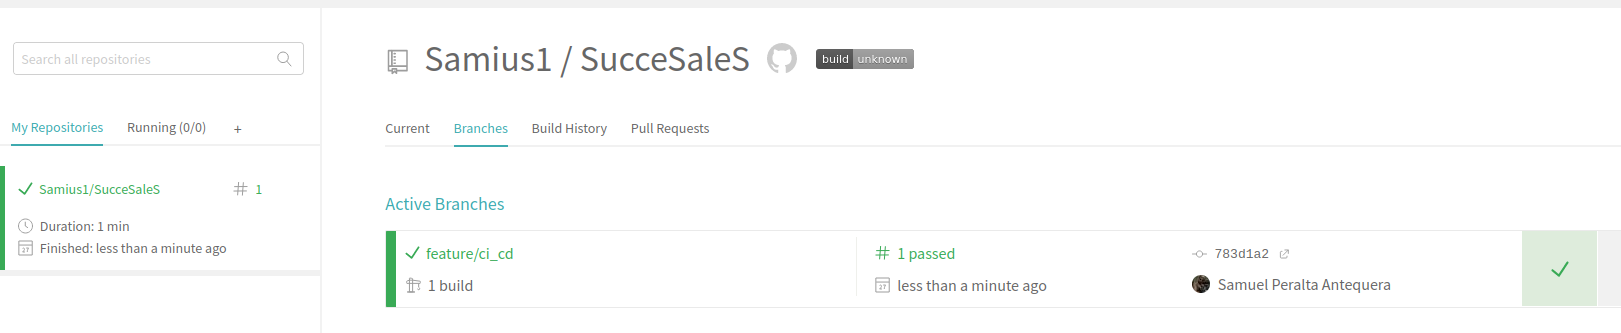 Search all repositories
My Repositories Running (0/0) +
Samius1/SucceSaleS # 1
Duration: 1 min
Finished: less than a minute ago
Samius1 / SucceSaleS build unknown
Current Branches Build History Pull Requests
Active Branches
feature/ci_cd # 1 passed 783d1a2
1 build less than a minute ago Samuel Peralta Antequera